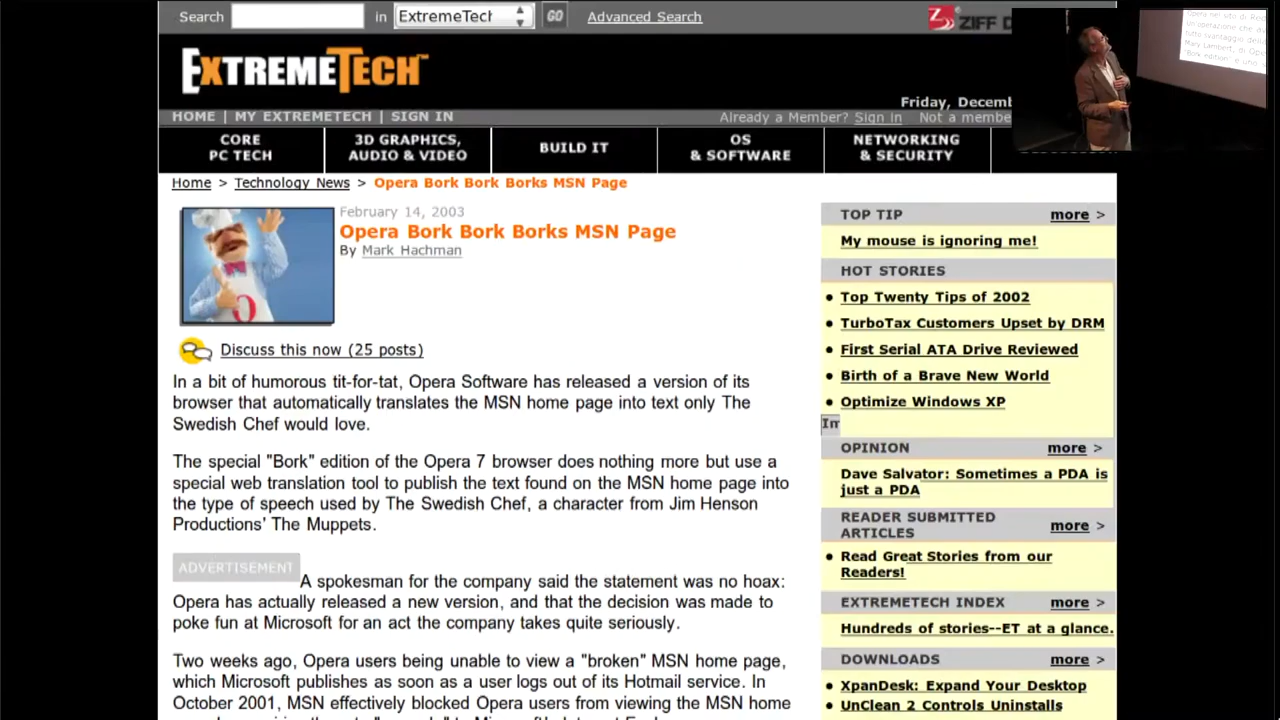 Search in ExtremeTech GO Advanced Search
ZIFF D
EXTREMETECH™
Friday, Decemb
HOME | MY EXTREMETECH | SIGN IN
Already a Member? Sign in Not a membe
CORE PC TECH
3D GRAPHICS, AUDIO & VIDEO
BUILD IT
OS & SOFTWARE
NETWORKING & SECURITY
Home > Technology News > Opera Bork Bork Borks MSN Page
February 14, 2003
Opera Bork Bork Borks MSN Page
By Mark Hachman
Discuss this now (25 posts)
In a bit of humorous tit-for-tat, Opera Software has released a version of its
browser that automatically translates the MSN home page into text only The
Swedish Chef would love.
The special "Bork" edition of the Opera 7 browser does nothing more but use a
special web translation tool to publish the text found on the MSN home page into
the type of speech used by The Swedish Chef, a character from Jim Henson
Productions' The Muppets.
ADVERTISEMENT
A spokesman for the company said the statement was no hoax:
Opera has actually released a new version, and that the decision was made to
poke fun at Microsoft for an act the company takes quite seriously.
Two weeks ago, Opera users being unable to view a "broken" MSN home page,
which Microsoft publishes as soon as a user logs out of its Hotmail service. In
October 2001, MSN effectively blocked Opera users from viewing the MSN home
TOP TIP more >
My mouse is ignoring me!
HOT STORIES
Top Twenty Tips of 2002
TurboTax Customers Upset by DRM
First Serial ATA Drive Reviewed
Birth of a Brave New World
Optimize Windows XP
Im
OPINION more >
Dave Salvator: Sometimes a PDA is
just a PDA
READER SUBMITTED
ARTICLES more >
Read Great Stories from our
Readers!
EXTREMETECH INDEX more >
Hundreds of stories--ET at a glance.
DOWNLOADS more >
XpanDesk: Expand Your Desktop
UnClean 2 Controls Uninstalls